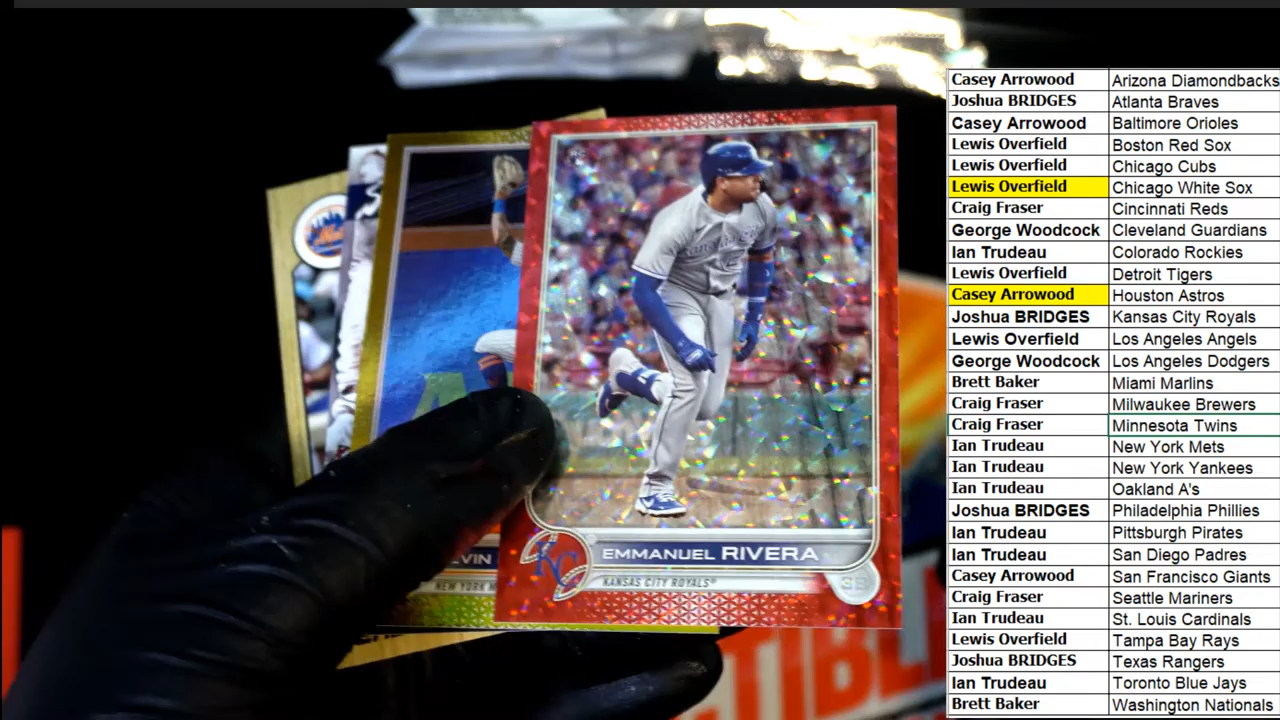 Casey Arrowood Arizona Diamondbacks
Joshua BRIDGES Atlanta Braves
Casey Arrowood Baltimore Orioles
Lewis Overfield Boston Red Sox
Lewis Overfield Chicago Cubs
Lewis Overfield Chicago White Sox
Craig Fraser Cincinnati Reds
George Woodcock Cleveland Guardians
Ian Trudeau Colorado Rockies
Lewis Overfield Detroit Tigers
Casey Arrowood Houston Astros
Joshua BRIDGES Kansas City Royals
Lewis Overfield Los Angeles Angels
George Woodcock Los Angeles Dodgers
Brett Baker Miami Marlins
Craig Fraser Milwaukee Brewers
Craig Fraser Minnesota Twins
Ian Trudeau New York Mets
Ian Trudeau New York Yankees
Ian Trudeau Oakland A's
Joshua BRIDGES Philadelphia Phillies
Ian Trudeau Pittsburgh Pirates
Ian Trudeau San Diego Padres
Casey Arrowood San Francisco Giants
Craig Fraser Seattle Mariners
Ian Trudeau St. Louis Cardinals
Lewis Overfield Tampa Bay Rays
Joshua BRIDGES Texas Rangers
Ian Trudeau Toronto Blue Jays
Brett Baker Washington Nationals
Mets
RC
KC
EMMANUEL RIVERA
KANSAS CITY ROYALS®
3B
EVIN
NEW YORK M